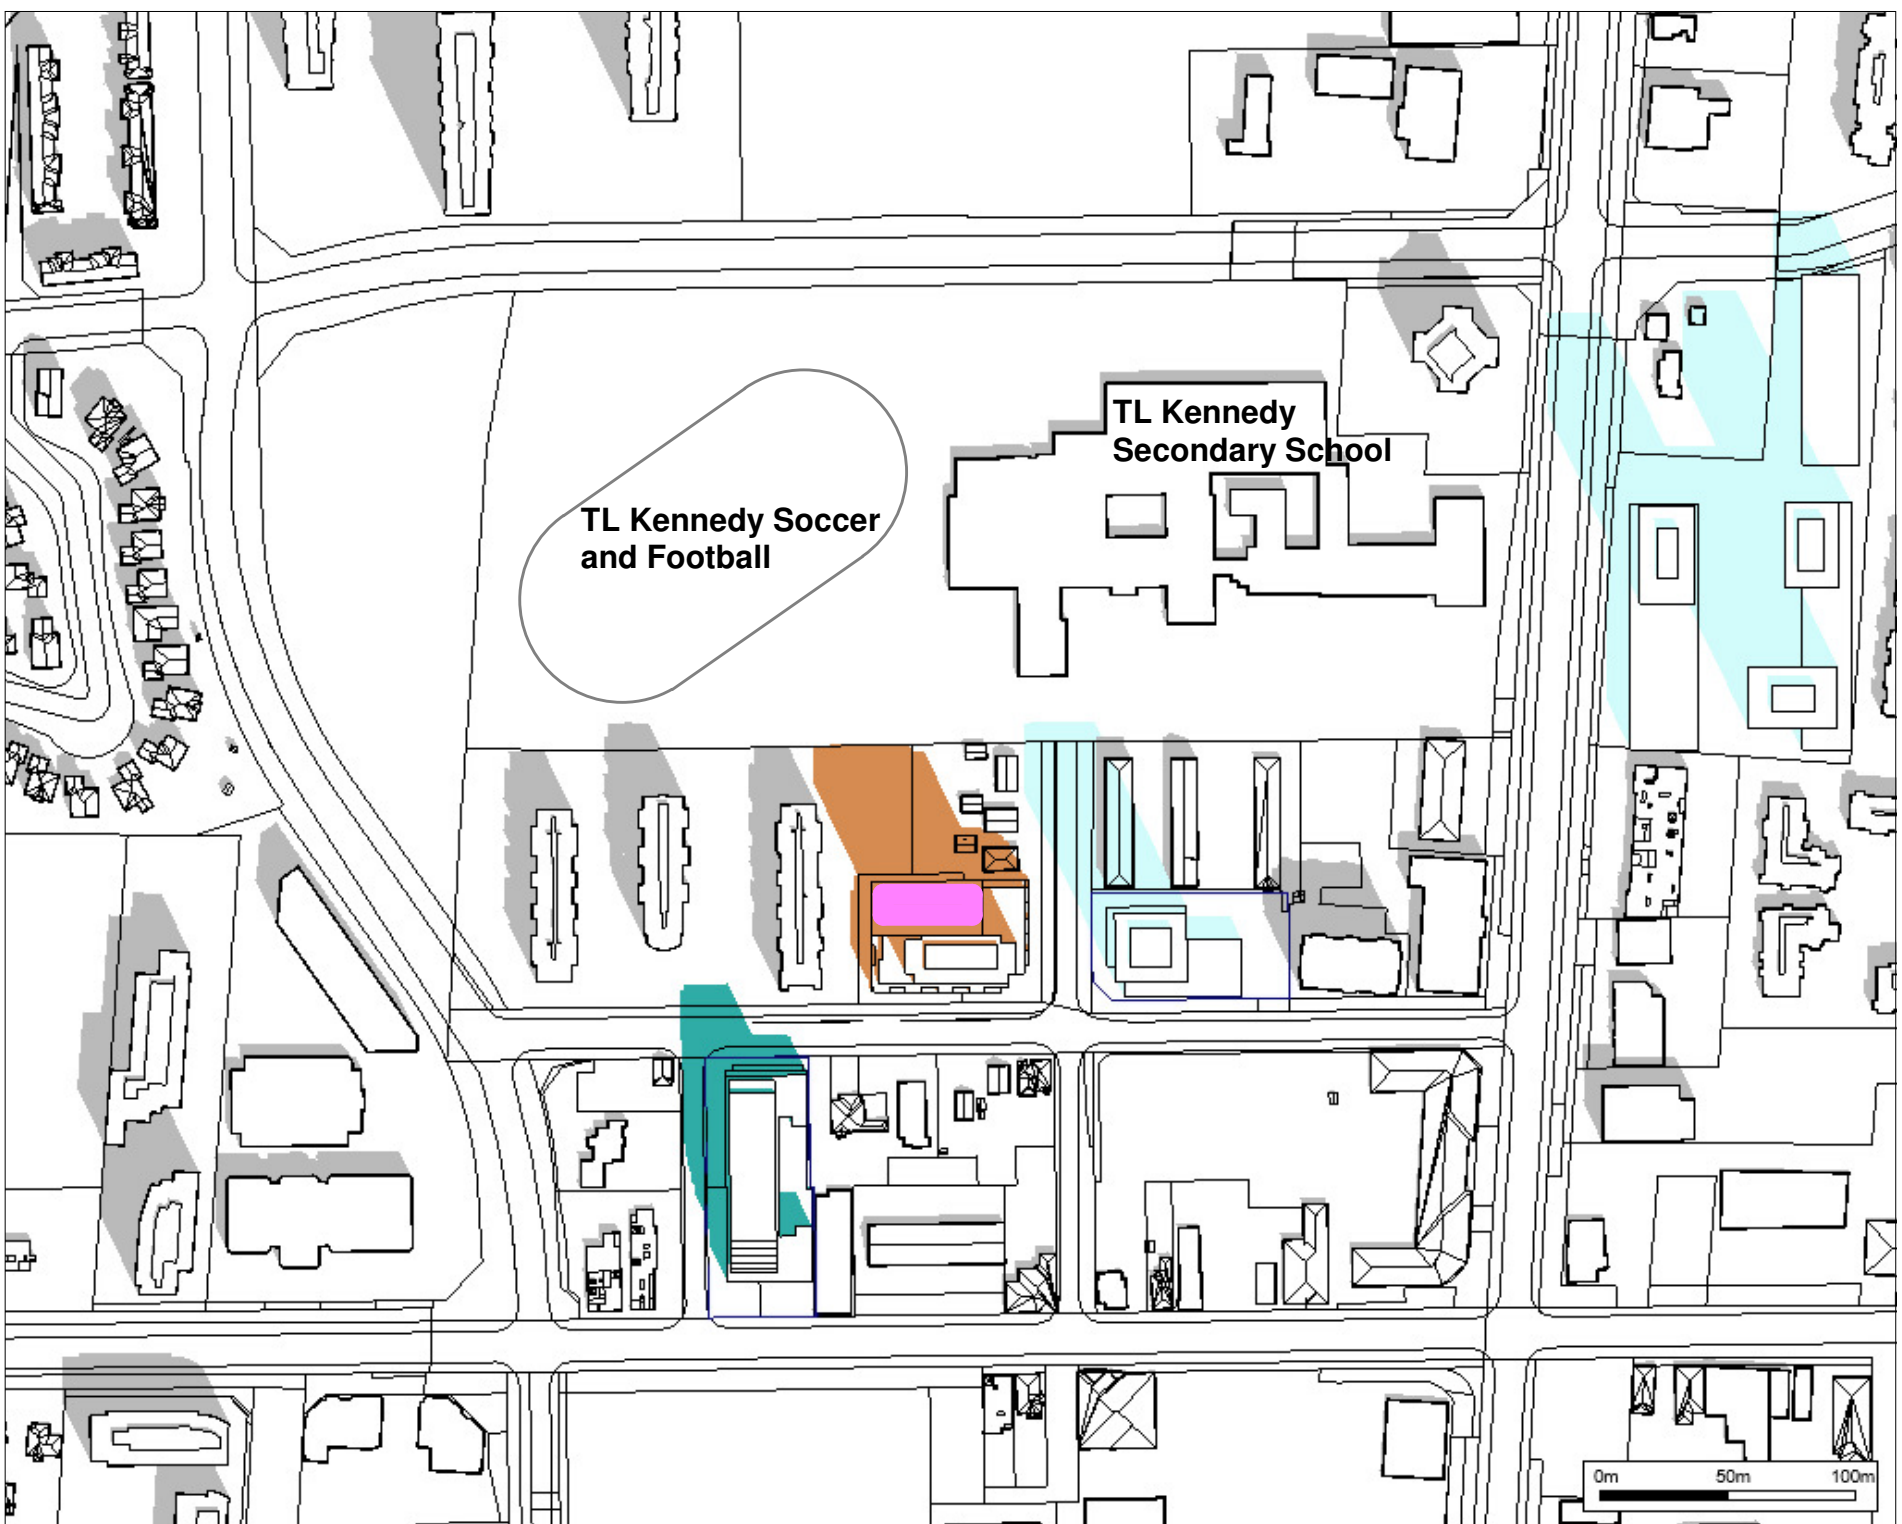 TL Kennedy
Secondary School
TL Kennedy Soccer
and Football
0m 50m 100m